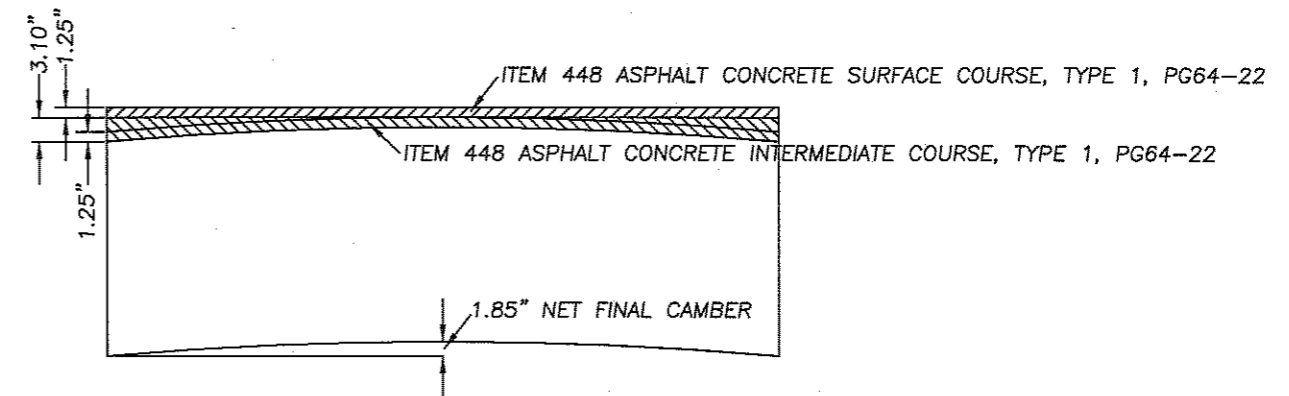 3.10"
1.25"
ITEM 448 ASPHALT CONCRETE SURFACE COURSE, TYPE 1, PG64-22
ITEM 448 ASPHALT CONCRETE INTERMEDIATE COURSE, TYPE 1, PG64-22
1.25"
1.85" NET FINAL CAMBER